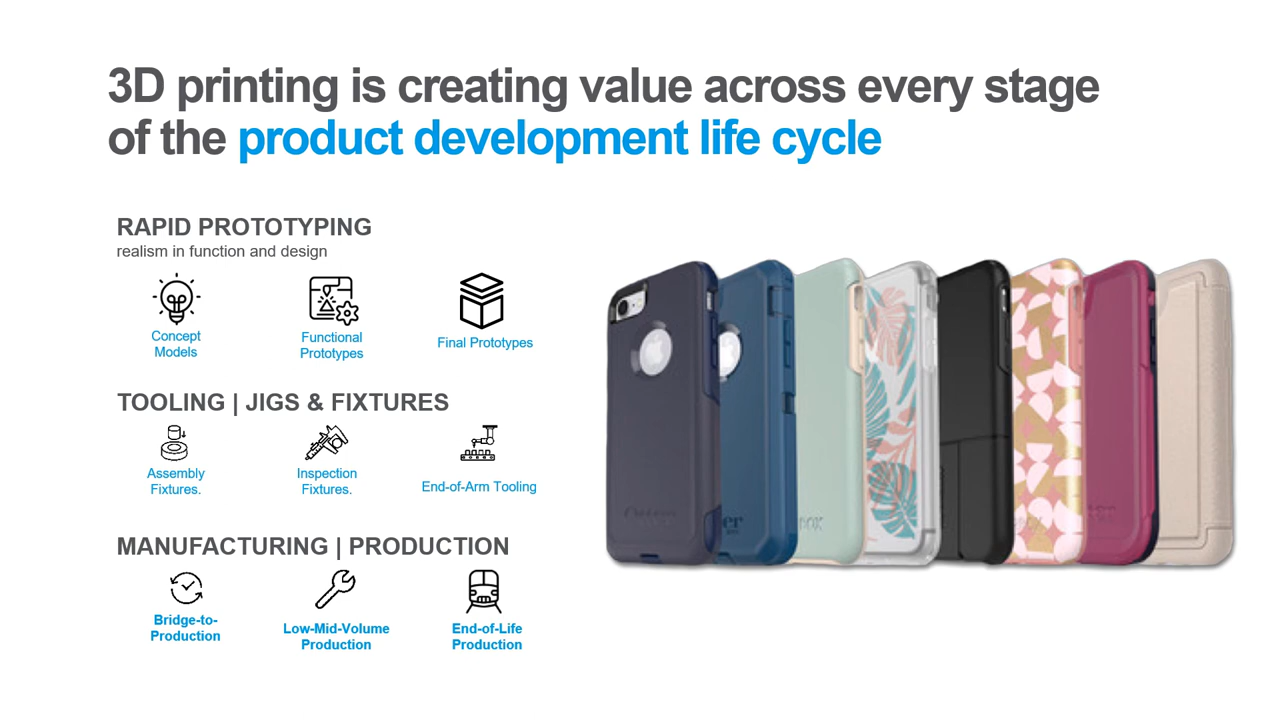 3D printing is creating value across every stage
of the product development life cycle
RAPID PROTOTYPING
realism in function and design
Concept
Models
Functional
Prototypes
Final Prototypes
TOOLING | JIGS & FIXTURES
Assembly
Fixtures.
Inspection
Fixtures.
End-of-Arm Tooling
MANUFACTURING | PRODUCTION
Bridge-to-
Production
Low-Mid-Volume
Production
End-of-Life
Production